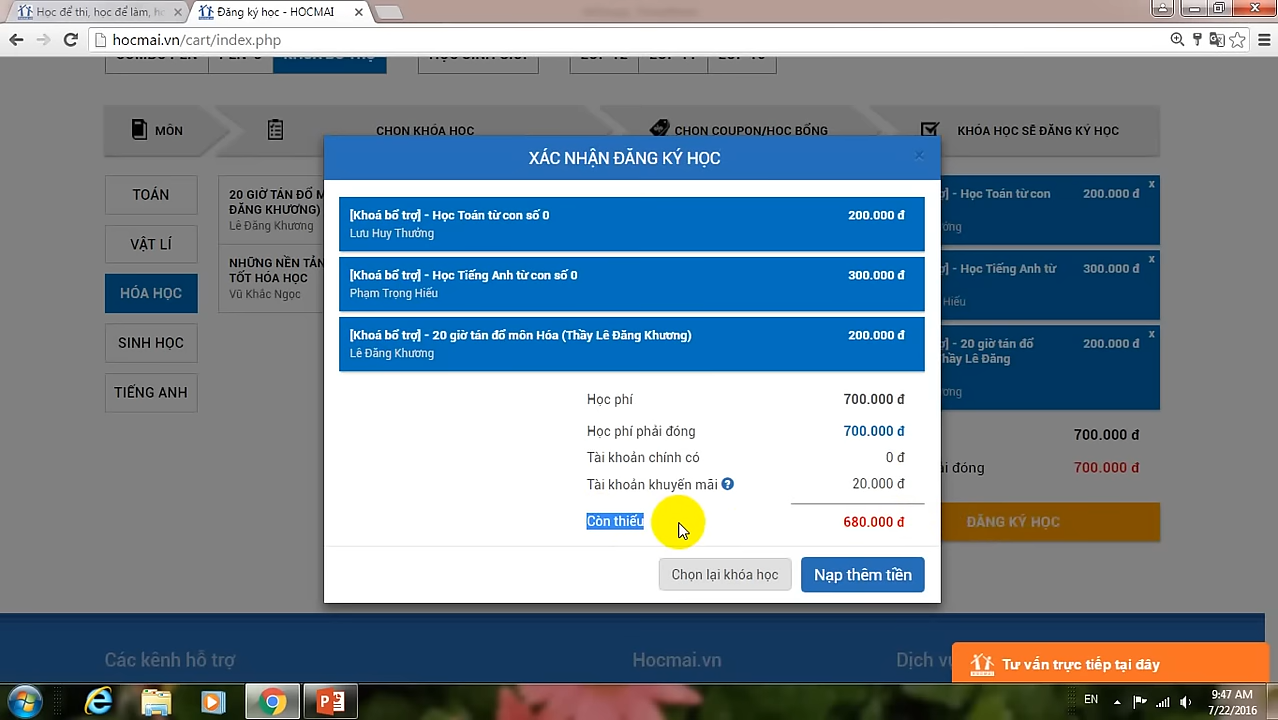 Học để thi, học để làm, h
Đăng ký học - HOCMAI
hocmai.vn/cart/index.php
MÔN
CHỌN KHÓA HỌC
CHỌN COUPON/HỌC BỔNG
KHÓA HỌC SẼ ĐĂNG KÝ HỌC
XÁC NHẬN ĐĂNG KÝ HỌC
TOÁN
VẬT LÍ
HÓA HỌC
SINH HỌC
TIẾNG ANH
20 GIỜ TÁN ĐỔ M
ĐĂNG KHƯƠNG)
Lê Đăng Khương
NHỮNG NỀN TẢN
TỐT HÓA HỌC
Vũ Khắc Ngọc
[Khoá bổ trợ] - Học Toán từ con số 0
200.000 đ
Lưu Huy Thưởng
[Khoá bổ trợ] - Học Tiếng Anh từ con số 0
300.000 đ
Phạm Trọng Hiếu
[Khoá bổ trợ] - 20 giờ tán đổ môn Hóa (Thầy Lê Đăng Khương)
200.000 đ
Lê Đăng Khương
Học phí 700.000 đ
Học phí phải đóng 700.000 đ
Tài khoản chính có 0 đ
Tài khoản khuyến mãi ? 20.000 đ
Còn thiếu 680.000 đ
Chọn lại khóa học
Nạp thêm tiền
] - Học Toán từ con 200.000 đ x
ởng
] - Học Tiếng Anh từ 300.000 đ x
Hiếu
] - 20 giờ tán đổ 200.000 đ x
hầy Lê Đăng
ơng
700.000 đ
ải đóng 700.000 đ
ĐĂNG KÝ HỌC
Các kênh hỗ trợ
Hocmai.vn
Dịch v
Tư vấn trực tiếp tại đây
EN
9:47 AM
7/22/2016